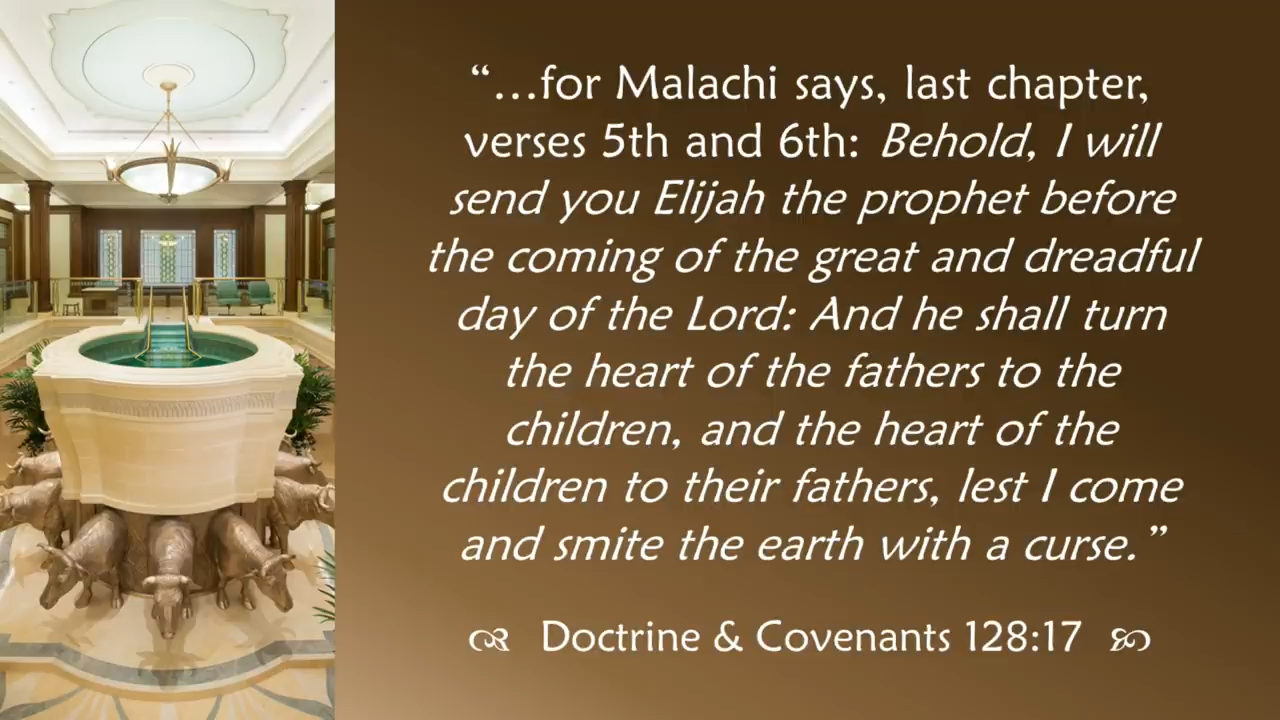 “…for Malachi says, last chapter,
verses 5th and 6th: Behold, I will
send you Elijah the prophet before
the coming of the great and dreadful
day of the Lord: And he shall turn
the heart of the fathers to the
children, and the heart of the
children to their fathers, lest I come
and smite the earth with a curse.”
Doctrine & Covenants 128:17